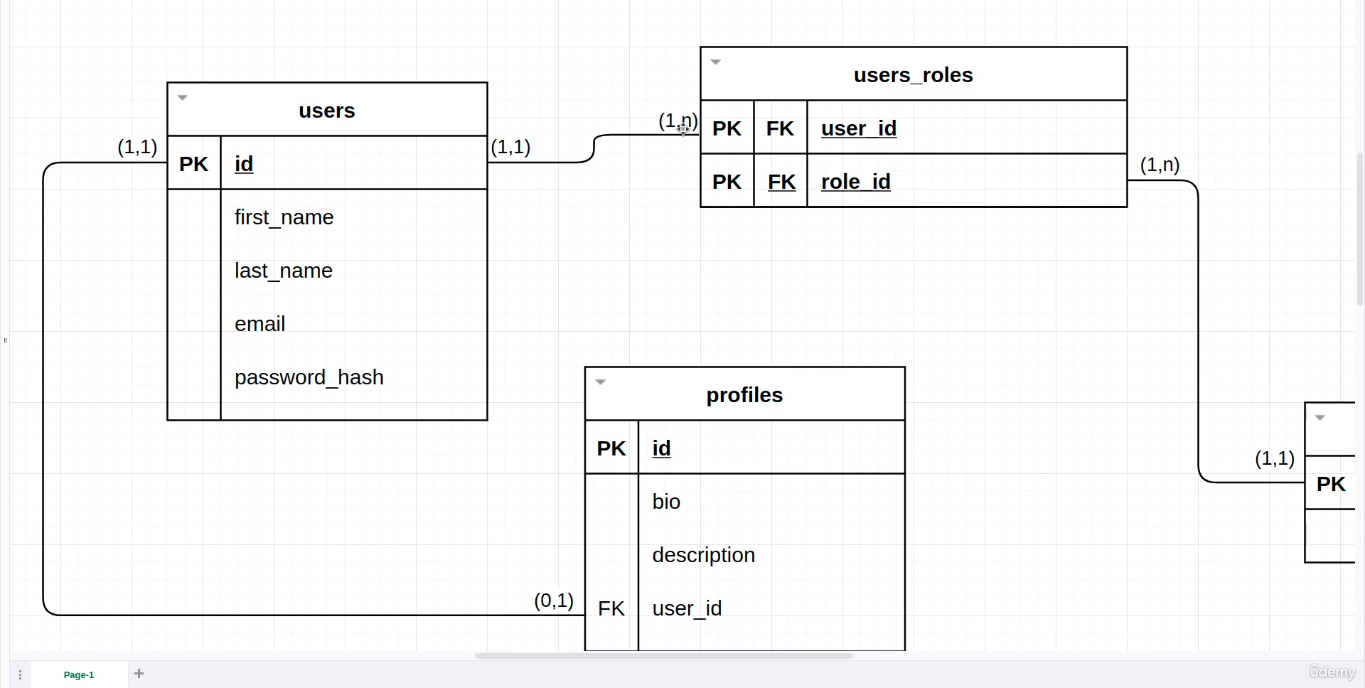 users
(1,1)
PK
id
(1,1)
first_name
last_name
email
password_hash
users_roles
(1,n)
PK
FK
user_id
PK
FK
role_id
(1,n)
profiles
PK
id
bio
description
(0,1)
FK
user_id
(1,1)
PK
Page-1
udemy